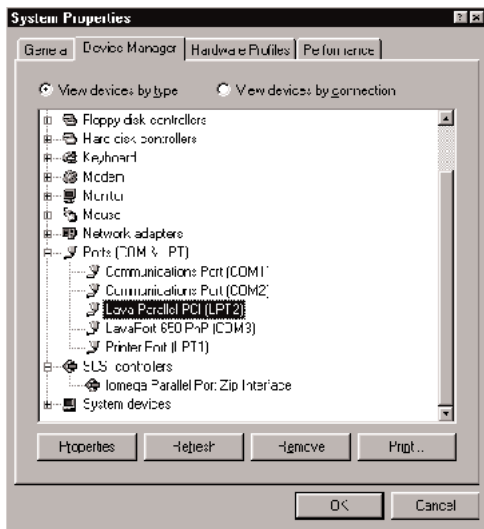 System Properties
General Device Manager Hardware Profiles Performance
View devices by type View devices by connection
Floppy disk controllers
Hard disk controllers
Keyboard
Modem
Monitor
Mouse
Network adapters
Ports (COM & LPT)
Communications Port (COM1)
Communications Port (COM2)
Lava Parallel PCI (LPT2)
LavaPort 650 PnP (COM3)
Printer Port (LPT1)
SCSI controllers
Iomega Parallel Port Zip Interface
System devices
Properties Refresh Remove Print...
OK Cancel